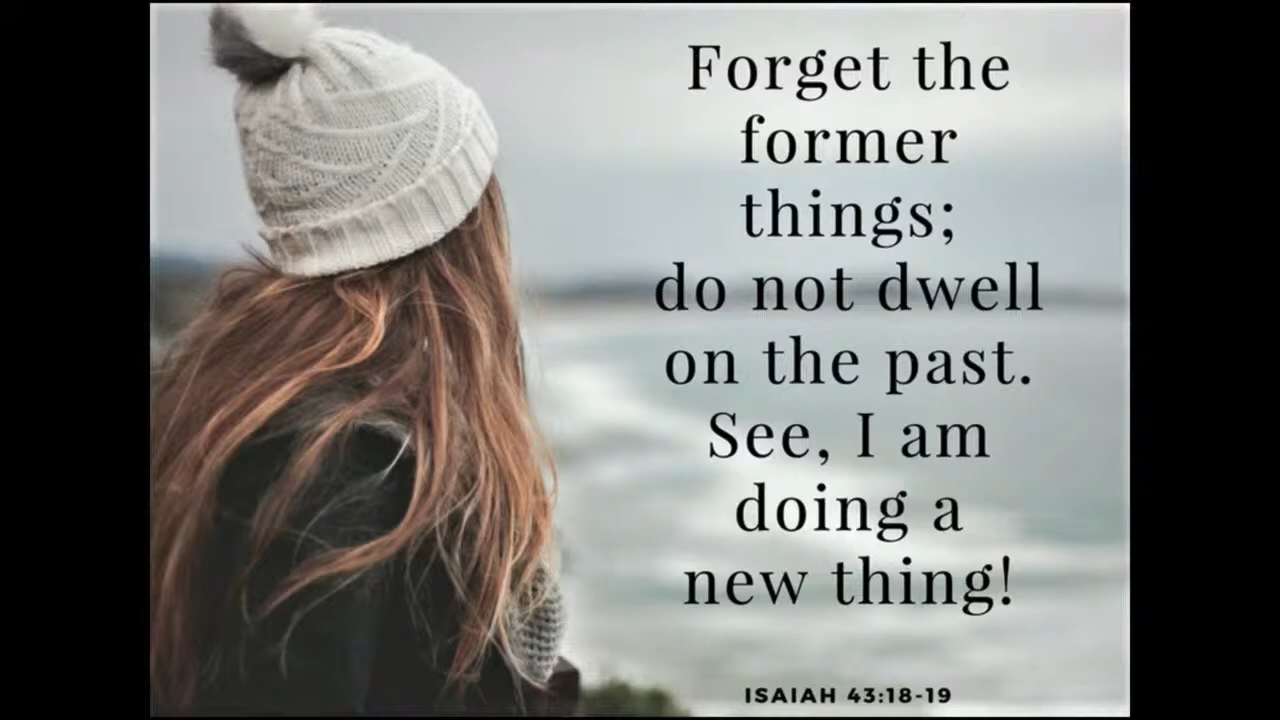 Forget the
former
things;
do not dwell
on the past.
See, I am
doing a
new thing!
ISAIAH 43:18-19